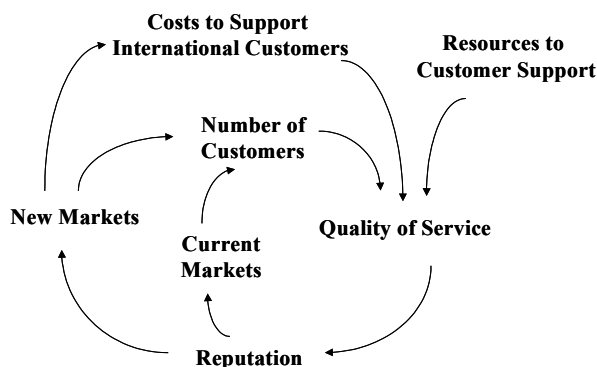 Costs to Support
International Customers
Resources to
Customer Support
Number of
Customers
New Markets
Quality of Service
Current
Markets
Reputation